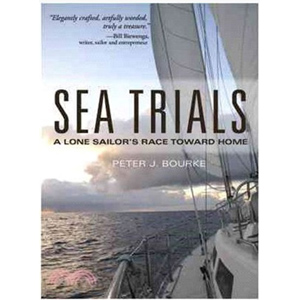 "Elegantly crafted, artfully worded,
truly a treasure."
—Bill Biewenga,
writer, sailor and entrepreneur
SEA TRIALS
A LONE SAILOR'S RACE TOWARD HOME
PETER J. BOURKE